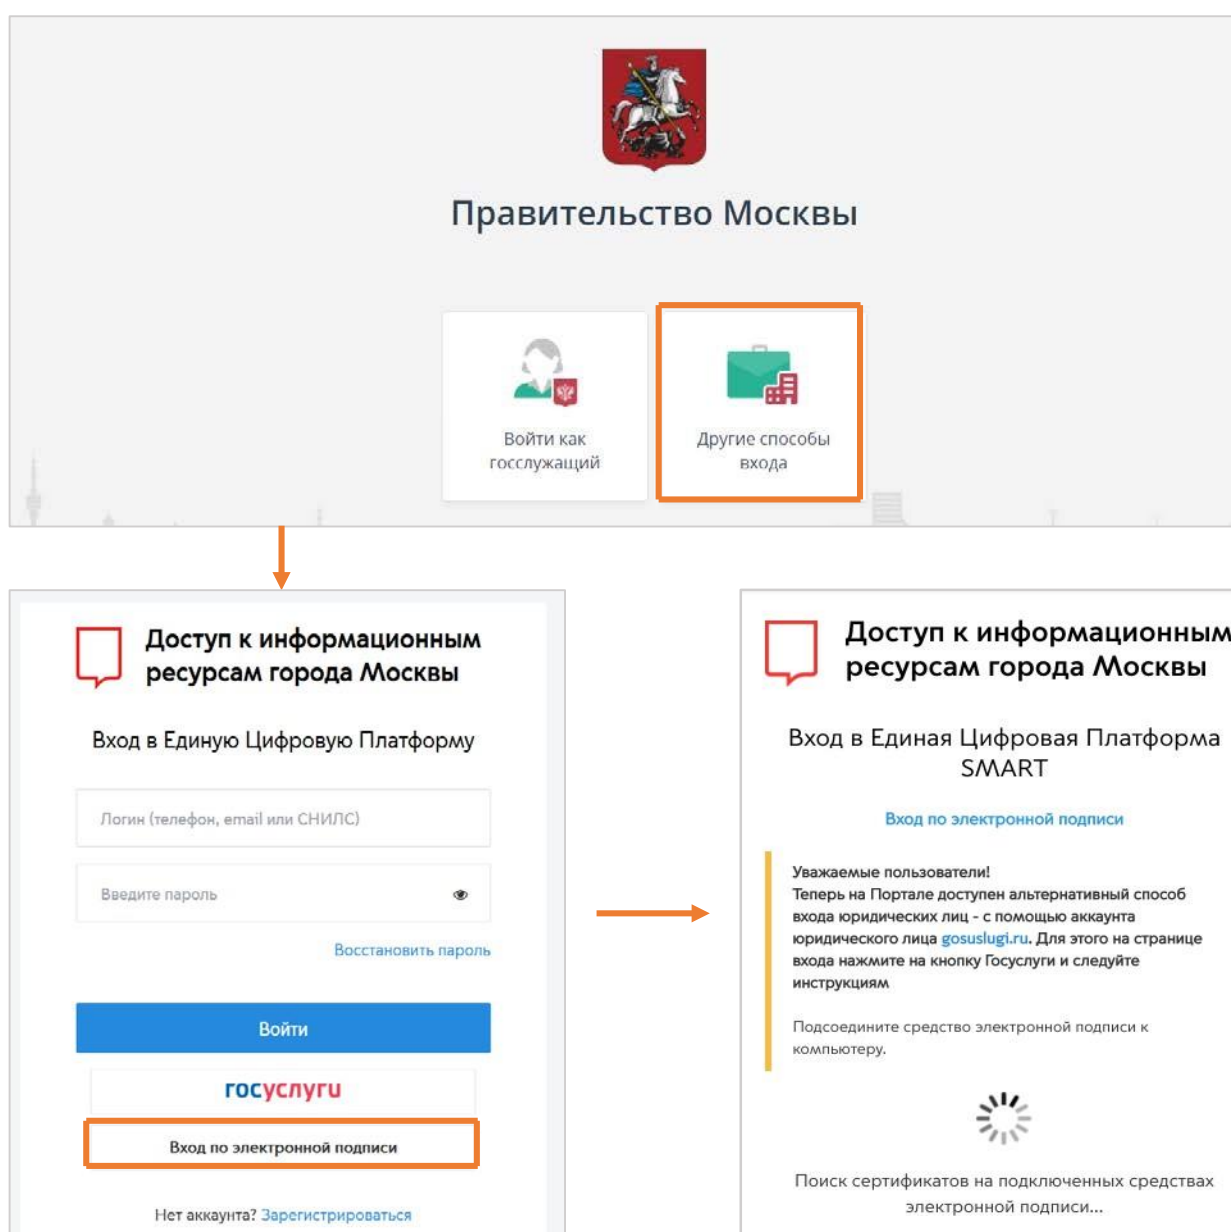 Правительство Москвы
Войти как
госслужащий
Другие способы
входа
Доступ к информационным
ресурсам города Москвы
Вход в Единую Цифровую Платформу
Логин (телефон, email или СНИЛС)
Введите пароль
Восстановить пароль
Войти
госуслуги
Вход по электронной подписи
Нет аккаунта? Зарегистрироваться
Доступ к информационным
ресурсам города Москвы
Вход в Единая Цифровая Платформа
SMART
Вход по электронной подписи
Уважаемые пользователи!
Теперь на Портале доступен альтернативный способ
входа юридических лиц - с помощью аккаунта
юридического лица gosuslugi.ru. Для этого на странице
входа нажмите на кнопку Госуслуги и следуйте
инструкциям
Подсоедините средство электронной подписи к
компьютеру.
Поиск сертификатов на подключенных средствах
электронной подписи...